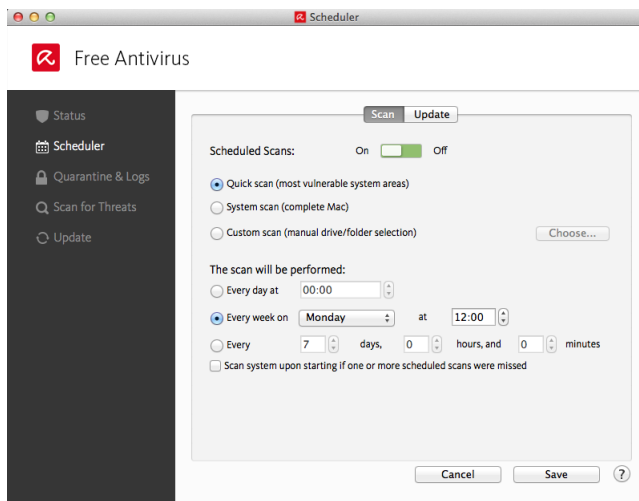 Scheduler
Free Antivirus
Status
Scheduler
Quarantine & Logs
Scan for Threats
Update
Scan Update
Scheduled Scans: On Off
Quick scan (most vulnerable system areas)
System scan (complete Mac)
Custom scan (manual drive/folder selection) Choose...
The scan will be performed:
Every day at 00:00
Every week on Monday at 12:00
Every 7 days, 0 hours, and 0 minutes
Scan system upon starting if one or more scheduled scans were missed
Cancel Save ?